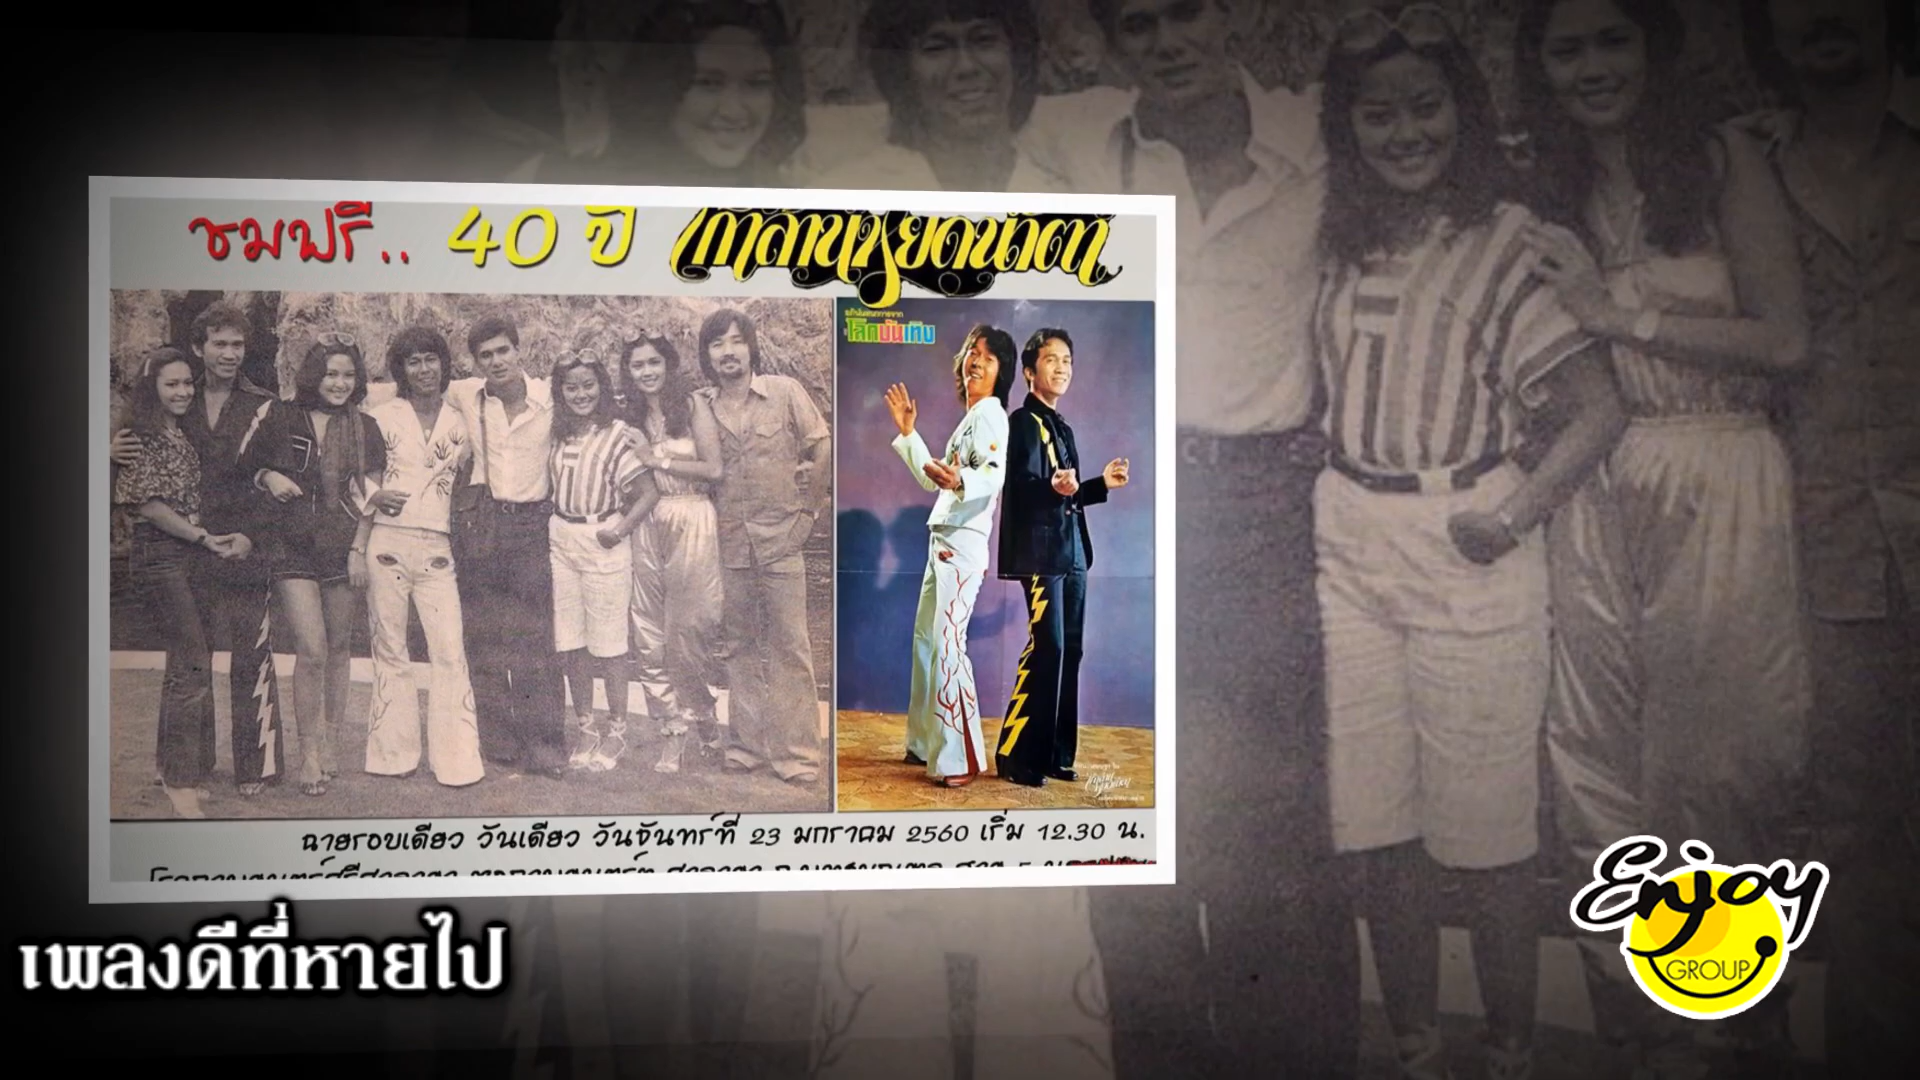 ชมฟรี.. 40 ปี เก้าล้านหยดน้ำตา
โลกบันเทิง
ฉายรอบเดียว วันเดียว วันจันทร์ที่ 23 มกราคม 2560 เริ่ม 12.30 น.
เพลงดีที่หายไป
Enjoy
GROUP